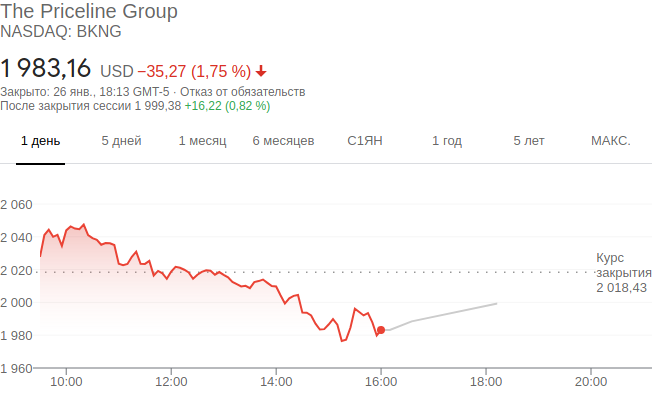 The Priceline Group
NASDAQ: BKNG
1 983,16 USD −35,27 (1,75 %)
Закрыто: 26 янв., 18:13 GMT-5 · Отказ от обязательств
После закрытия сессии 1 999,38 +16,22 (0,82 %)
1 день 5 дней 1 месяц 6 месяцев С1ЯН 1 год 5 лет МАКС.
2 060
2 040
Курс
закрытия
2 018,43
2 020
2 000
1 980
1 960
10:00 12:00 14:00 16:00 18:00 20:00